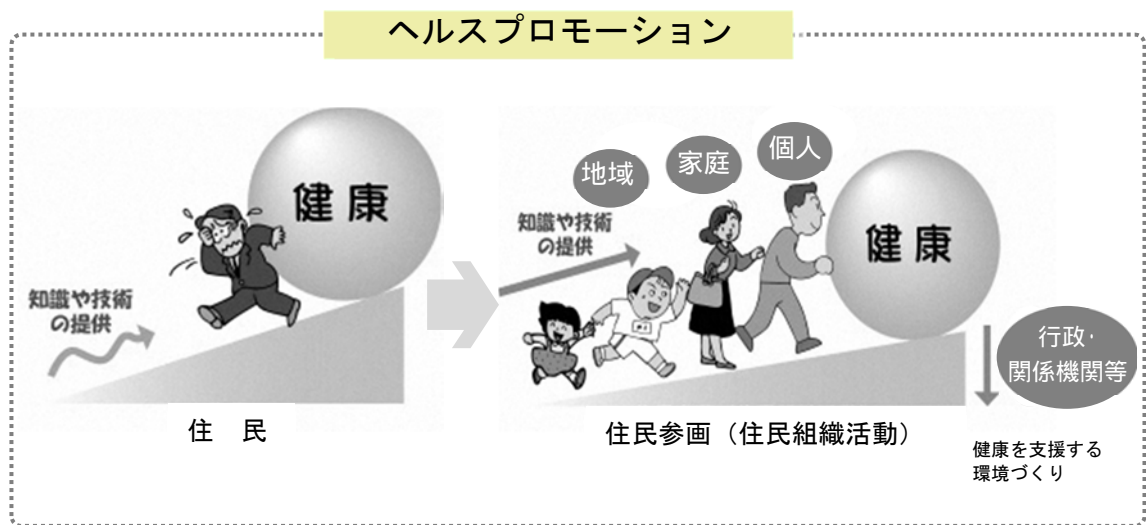 ヘルスプロモーション
健康
知識や技術
の提供
住 民
地域
家庭
個人
知識や技術
の提供
健康
住民参画（住民組織活動）
行政・
関係機関等
健康を支援する
環境づくり